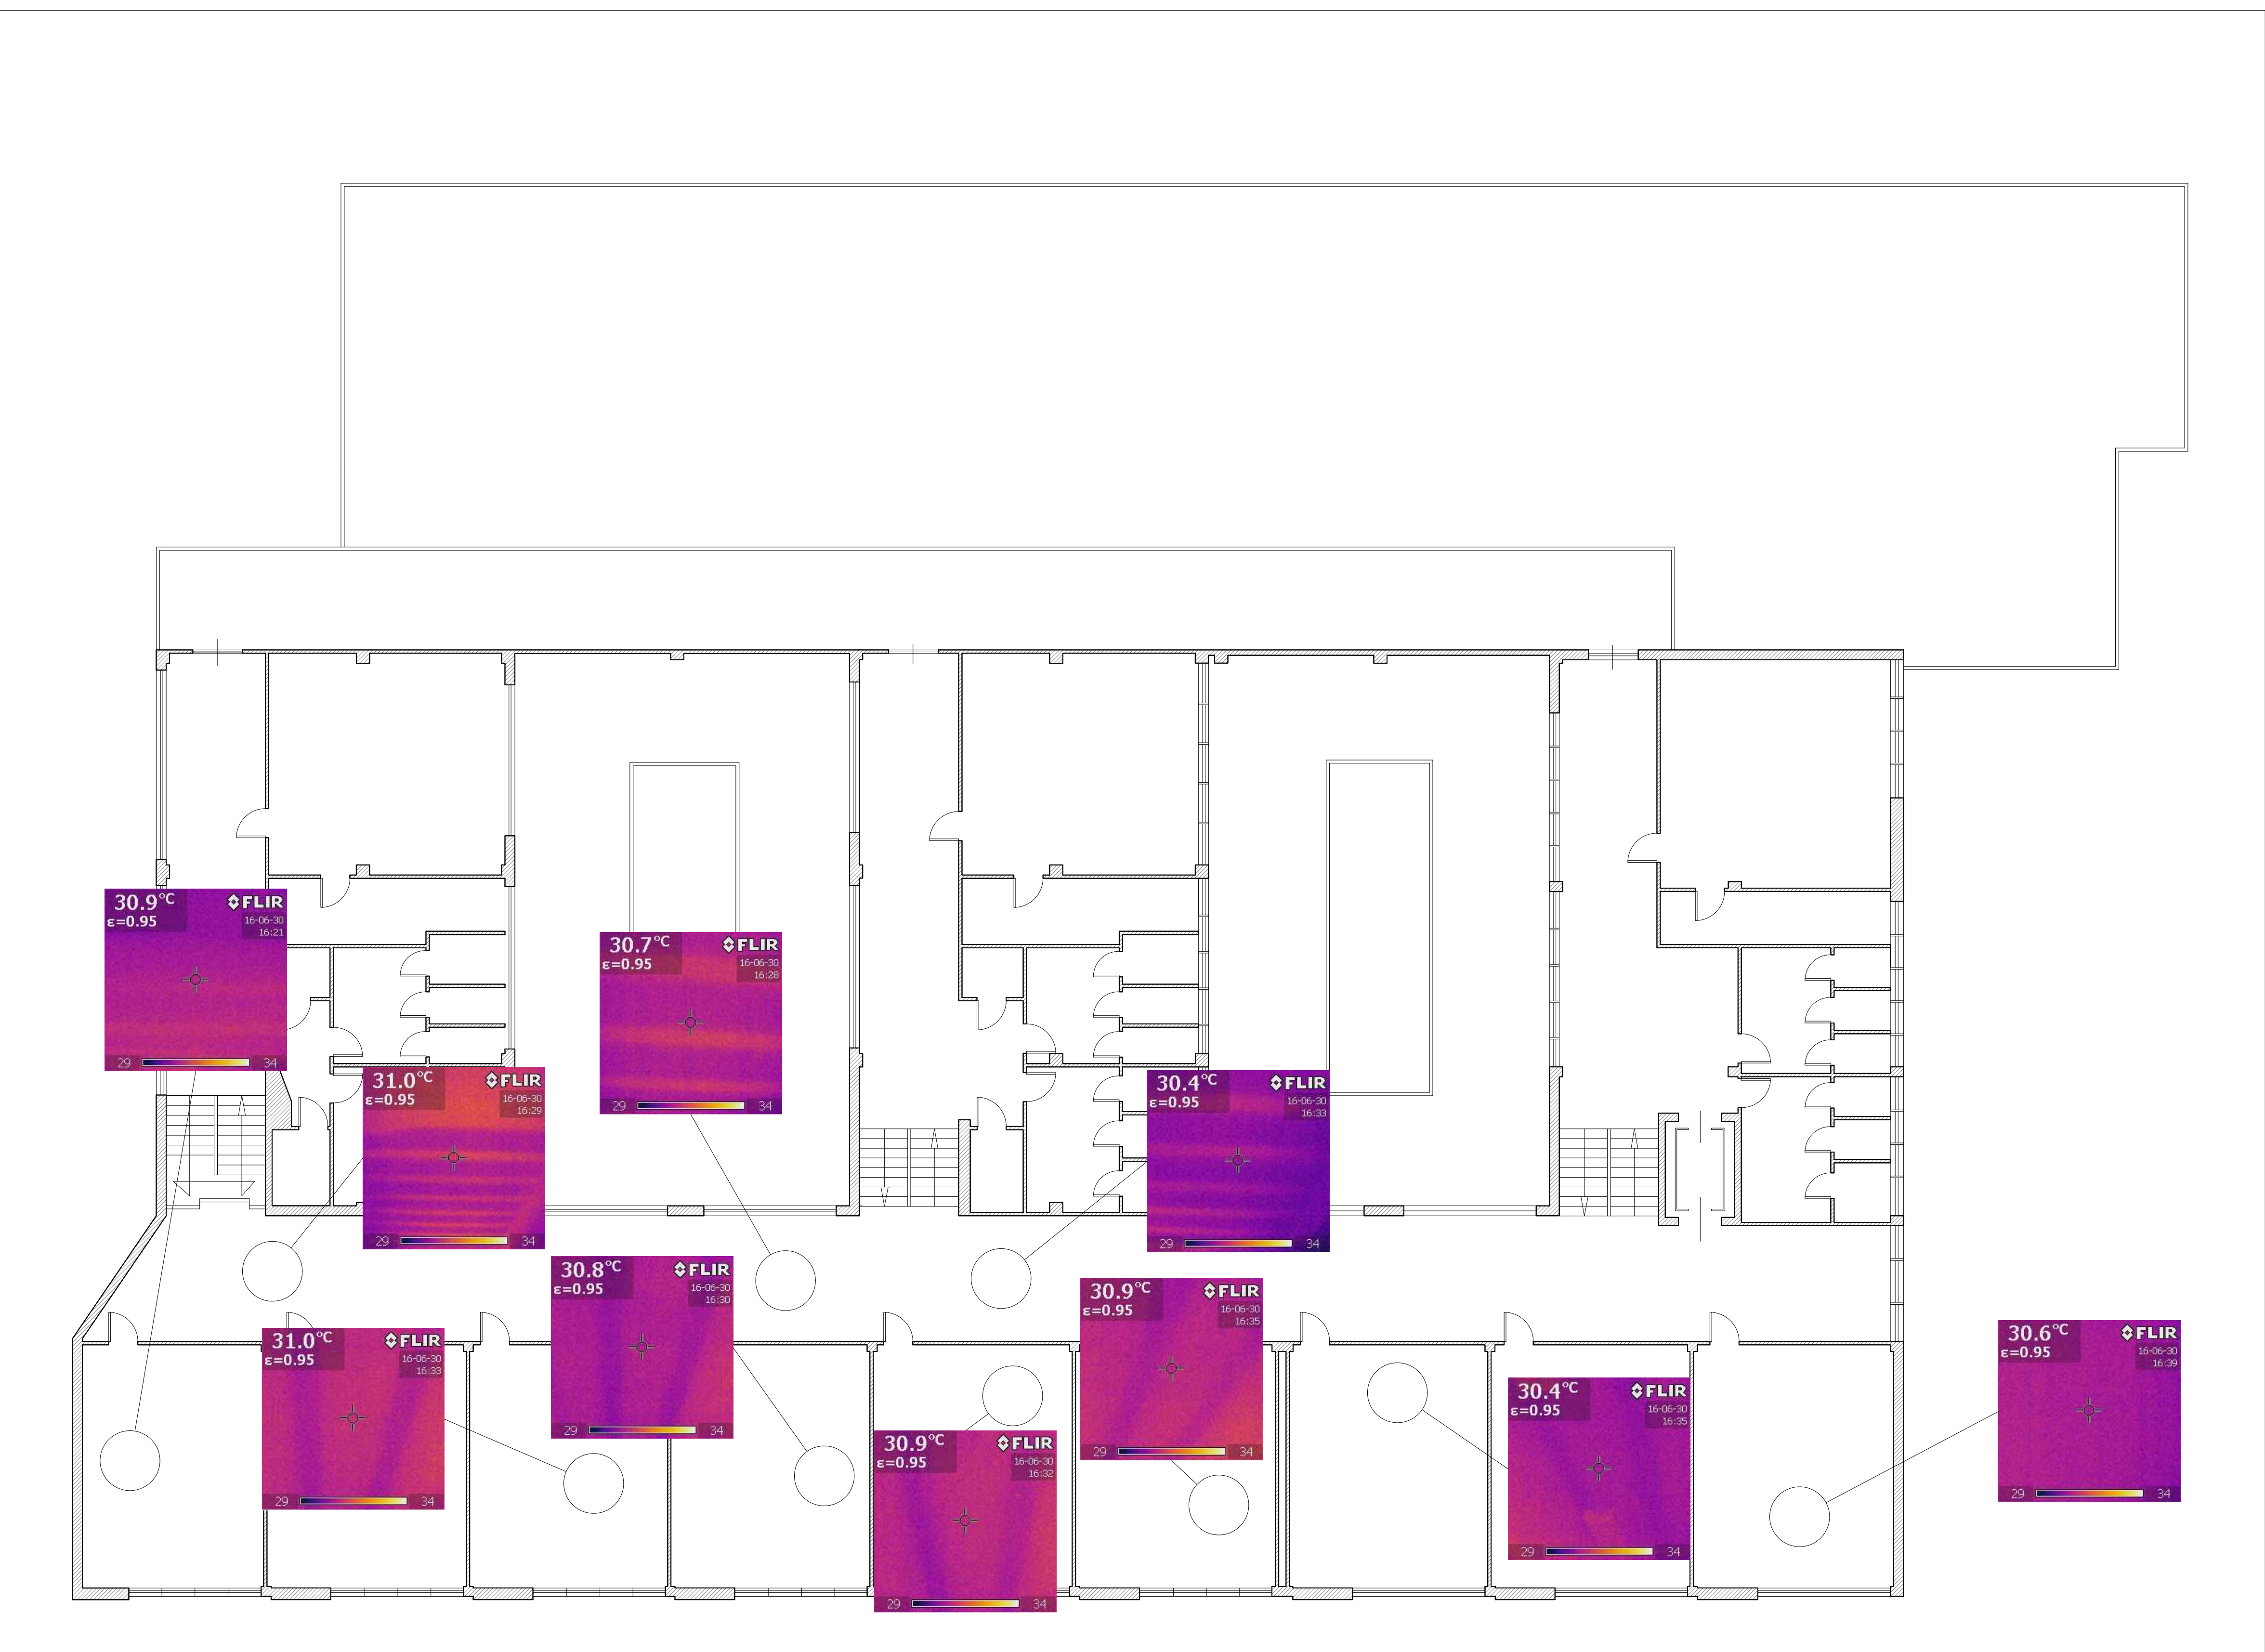 30.9°C
FLIR
ε=0.95
16-06-30
16:21
29
34
30.7°C
FLIR
ε=0.95
16-06-30
16:28
29
34
31.0°C
FLIR
ε=0.95
16-06-30
16:29
29
34
30.4°C
FLIR
ε=0.95
16-06-30
16:33
29
34
30.8°C
FLIR
ε=0.95
16-06-30
16:30
29
34
30.9°C
FLIR
ε=0.95
16-06-30
16:35
29
34
31.0°C
FLIR
ε=0.95
16-06-30
16:33
29
34
30.6°C
FLIR
ε=0.95
16-06-30
16:39
29
34
30.4°C
FLIR
ε=0.95
16-06-30
16:35
29
34
30.9°C
FLIR
ε=0.95
16-06-30
16:32
29
34